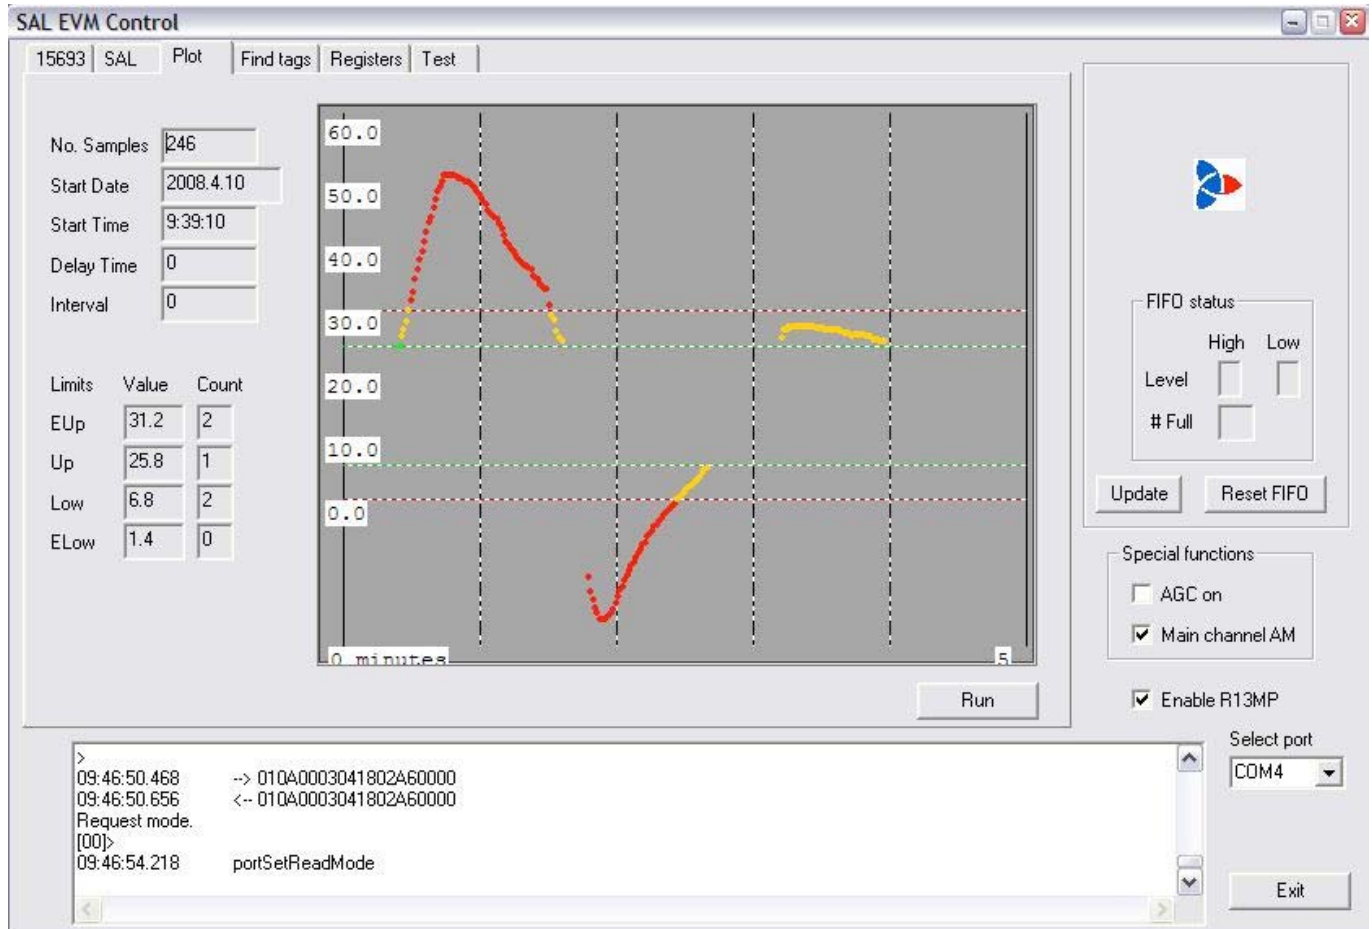 SAL EVM Control
15693 SAL Plot Find tags Registers Test
No. Samples 246
Start Date 2008.4.10
Start Time 9:39:10
Delay Time 0
Interval 0
Limits Value Count
EUp 31.2 2
Up 25.8 1
Low 6.8 2
ELow 1.4 0
60.0
50.0
40.0
30.0
20.0
10.0
0.0
0 minutes 5
Run
FIFO status
High Low
Level
# Full
Update Reset FIFO
Special functions
AGC on
Main channel AM
Enable R13MP
Select port
COM4
Exit
>
09:46:50.468 --> 010A0003041802A60000
09:46:50.656 <-- 010A0003041802A60000
Request mode.
[00]>
09:46:54.218 portSetReadMode